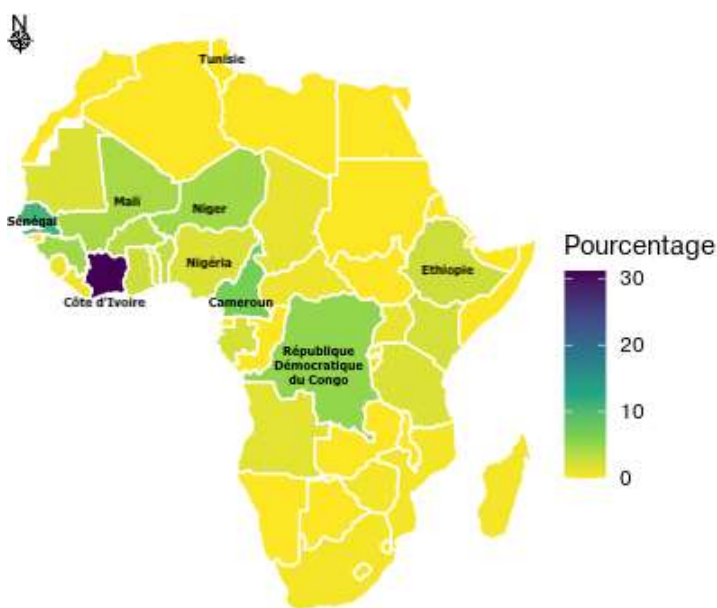 N
Tunisie
Mali
Niger
Sénégal
Nigéria
Ethiopie
Côte d'Ivoire
Cameroun
République
Démocratique
du Congo
Pourcentage
30
20
10
0